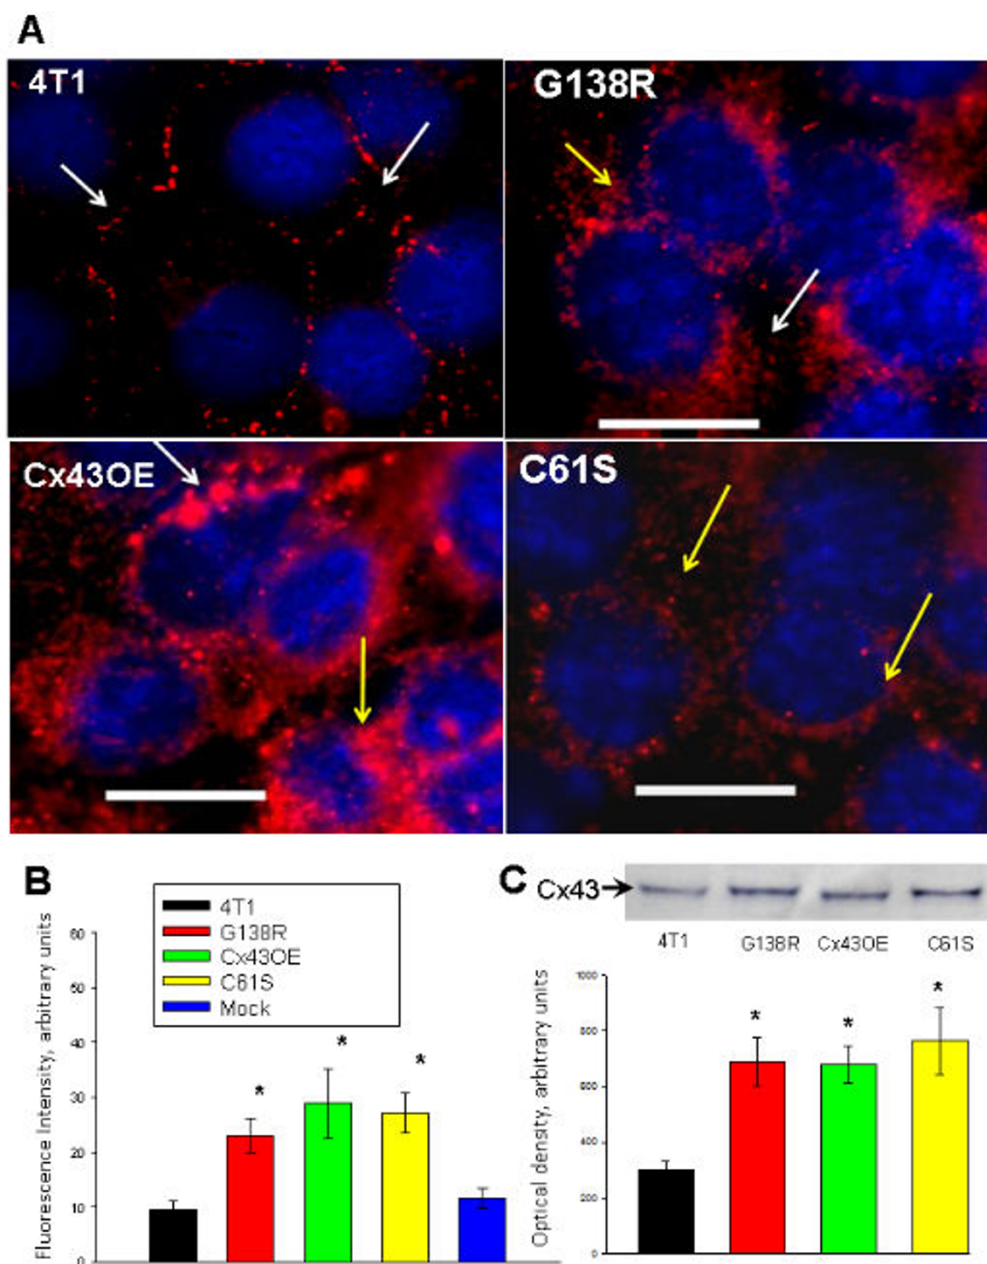 A
4T1
G138R
Cx43OE
C61S
B
4T1
G138R
Cx43OE
C61S
Mock
Fluorescence Intensity, arbitrary units
60
50
40
30
20
10
0
* * *
C
Cx43
4T1 G138R Cx43OE C61S
Optical density, arbitrary units
1000
800
600
400
200
0
* * *